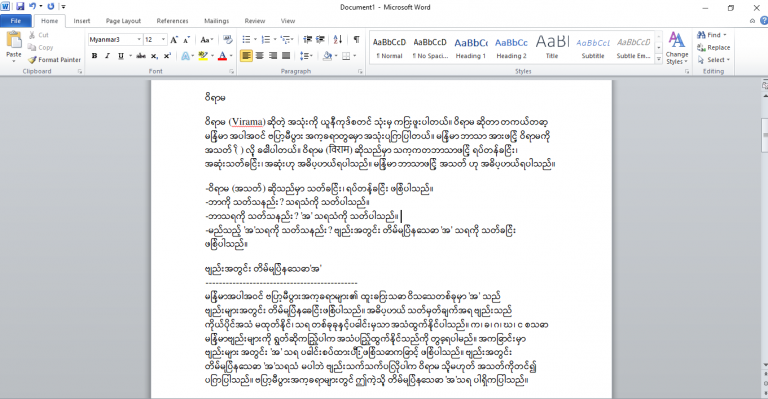 Document1 - Microsoft Word
File Home Insert Page Layout References Mailings Review View
Cut
Copy
Format Painter
Paste
Clipboard
Myanmar3 12
Font
Paragraph
AaBbCcD AaBbCcD AaBbCc AaBbCc AaBl AaBbCcL AaBbCcD
¶ Normal ¶ No Spaci... Heading 1 Heading 2 Title Subtitle Subtle Em...
Styles
Change Styles
Find
Replace
Select
Editing
ဝိရာမ
ဝိရာမ (Virama) ဆိုတဲ့ အသုံးကို ယူနီကုဒ်စတင် သုံးမှ ကြားဖူးပါတယ်။ ဝိရာမ ဆိုတာ တကယ်တော့
မြန်မာ အပါအဝင် ဗြာဟ္မီပွား အက္ခရာတွေမှာ အသုံးပြုကြပါတယ်။ မြန်မာ ဘာသာ အားဖြင့် ဝိရာမကို
အသတ် ( ် ) လို့ ခေါ်ပါတယ်။ ဝိရာမ (विराम) ဆိုသည်မှာ သက္ကတဘာသာဖြင့် ရပ်တန့်ခြင်း၊
အဆုံးသတ်ခြင်း၊ အဆုံးဟု အဓိပ္ပာယ်ရပါသည်။ မြန်မာ ဘာသာဖြင့် အသတ် ဟု အဓိပ္ပာယ်ရပါသည်။
-ဝိရာမ (အသတ်) ဆိုသည်မှာ သတ်ခြင်း၊ ရပ်တန့်ခြင်း ဖြစ်ပါသည်။
-ဘာကို သတ်သနည်း ? သရသံကို သတ်ပါသည်။
-ဘာသရကို သတ်သနည်း ? 'အ' သရသံကို သတ်ပါသည်။
-မည်သည့် 'အ'သရကို သတ်သနည်း ? ဗျည်းအတွင်း တိမ်မြုပ်နေသော 'အ' သရကို သတ်ခြင်း
ဖြစ်ပါသည်။
ဗျည်းအတွင်း တိမ်မြုပ်နေသော'အ'
--------------------------------------------
မြန်မာအပါအဝင် ဗြာဟ္မီပွားအက္ခရာများ၏ ထူးခြားသော ဝိသေသတစ်ခုမှာ 'အ' သည်
ဗျည်းများအတွင်း တိမ်မြုပ်နေခြင်းဖြစ်ပါသည်။ အဓိပ္ပာယ် သတ်မှတ်ချက်အရ ဗျည်းသည်
ကိုယ်ပိုင်အသံ မထုတ်နိုင်၊ သရ တစ်ခုခုနှင့်ပေါင်းမှသာ အသံထွက်နိုင်ပါသည်။ က၊ ခ၊ ဂ၊ ဃ၊ င စသော
မြန်မာဗျည်းများကို ရွတ်ဆိုကြည့်ပါက အသံပြည့်ထွက်နိုင်သည်ကို တွေ့ရပါမည်။ အကြောင်းမှာ
ဗျည်းများ အတွင်း 'အ' သရ ပေါင်းစပ်ထားပြီး ဖြစ်သောကြောင့် ဖြစ်ပါသည်။ ဗျည်းအတွင်း
တိမ်မြုပ်နေသော 'အ'သရသံ မပါဘဲ ဗျည်းသက်သက်ပြလိုပါက ဝိရာမ သို့မဟုတ် အသတ်ကိုတင်၍
ပြကြပါသည်။ ဗြာဟ္မီပွားအက္ခရာများတွင် ဤကဲ့သို့ တိမ်မြုပ်နေသော 'အ'သရ ပါရှိကြပါသည်။